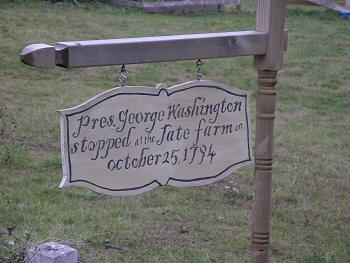 Pres. George Washington
stopped at the Tate farm on
october 25, 1794